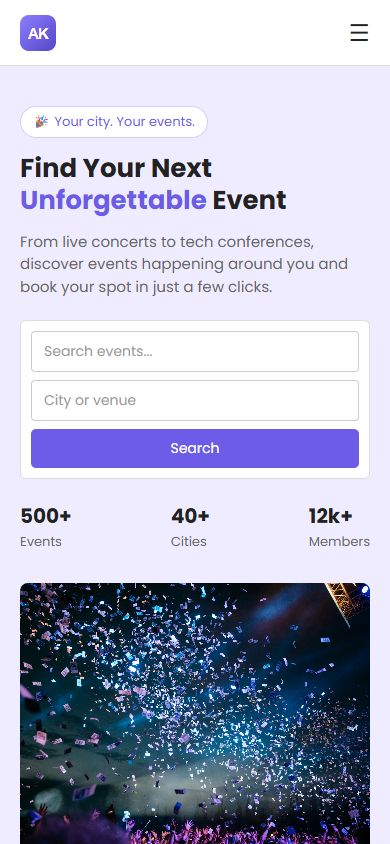 AK
🎉 Your city. Your events.
Find Your Next
Unforgettable Event
From live concerts to tech conferences,
discover events happening around you and
book your spot in just a few clicks.
Search events...
City or venue
Search
500+ 40+ 12k+
Events Cities Members